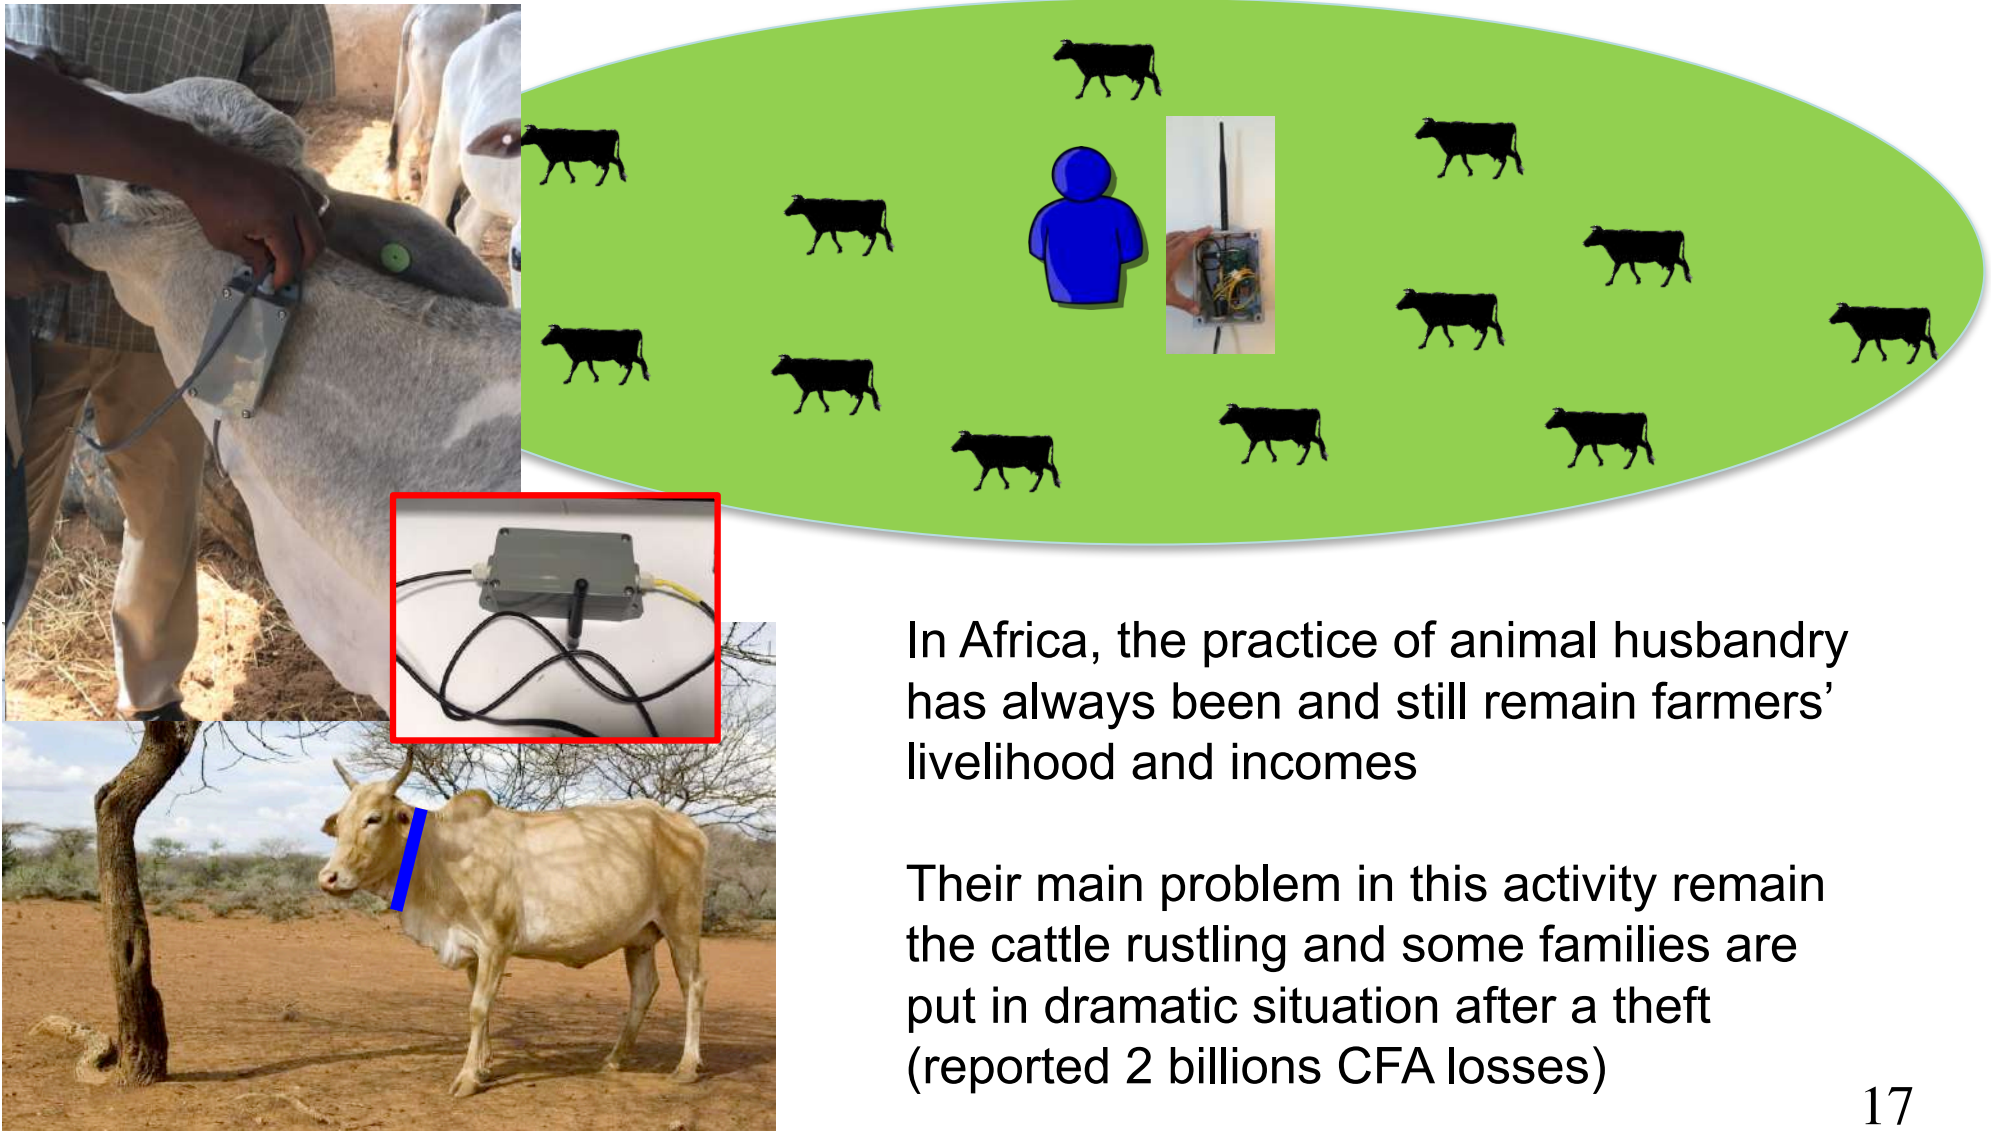 In Africa, the practice of animal husbandry
has always been and still remain farmers’
livelihood and incomes
Their main problem in this activity remain
the cattle rustling and some families are
put in dramatic situation after a theft
(reported 2 billions CFA losses)
17